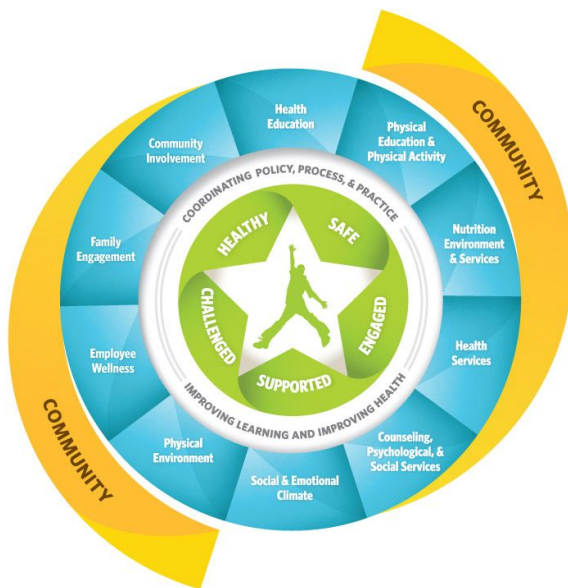 COMMUNITY
Health
Education
Physical
Education &
Physical Activity
Nutrition
Environment
& Services
Health
Services
Counseling,
Psychological, &
Social Services
Social & Emotional
Climate
Physical
Environment
Employee
Wellness
Family
Engagement
Community
Involvement
COORDINATING POLICY, PROCESS, & PRACTICE
IMPROVING LEARNING AND IMPROVING HEALTH
HEALTHY
SAFE
ENGAGED
SUPPORTED
CHALLENGED
COMMUNITY